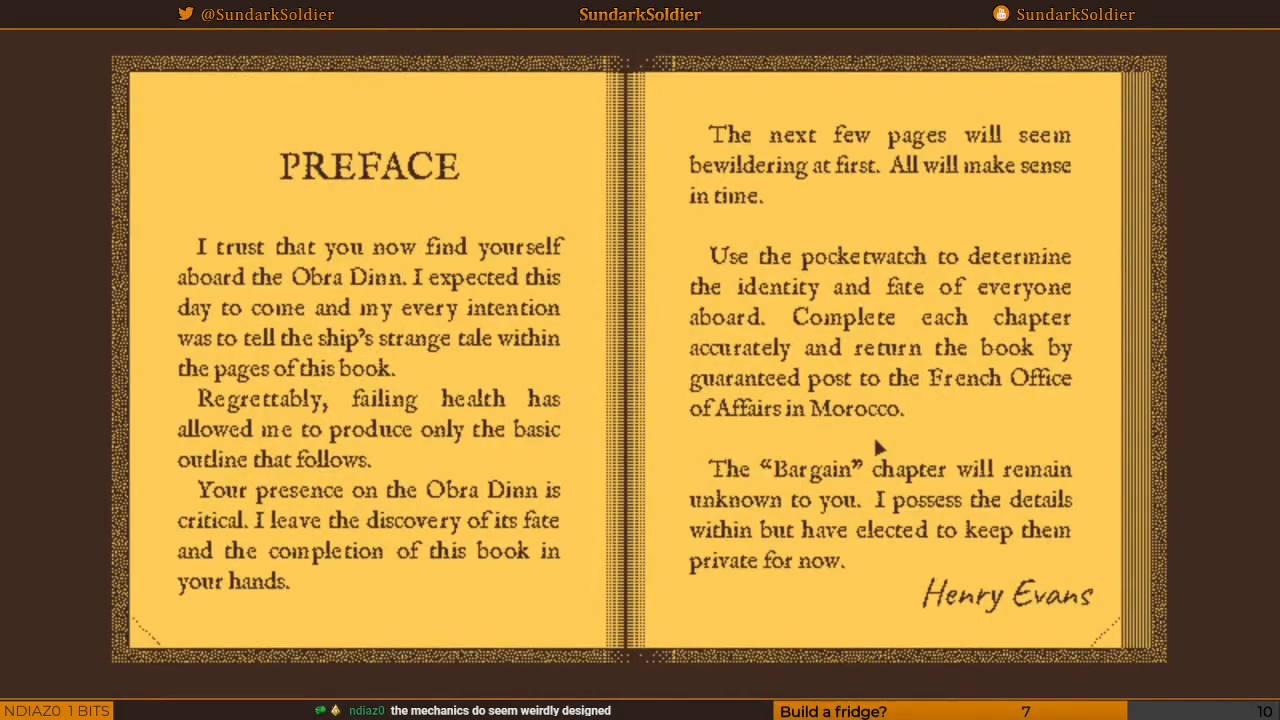 @SundarkSoldier
SundarkSoldier
SundarkSoldier
PREFACE
I trust that you now find yourself
aboard the Obra Dinn. I expected this
day to come and my every intention
was to tell the ship's strange tale within
the pages of this book.
Regrettably, failing health has
allowed me to produce only the basic
outline that follows.
Your presence on the Obra Dinn is
critical. I leave the discovery of its fate
and the completion of this book in
your hands.
The next few pages will seem
bewildering at first. All will make sense
in time.
Use the pocketwatch to determine
the identity and fate of everyone
aboard. Complete each chapter
accurately and return the book by
guaranteed post to the French Office
of Affairs in Morocco.
The “Bargain” chapter will remain
unknown to you. I possess the details
within but have elected to keep them
private for now.
Henry Evans
NDIAZ0 1 BITS
ndiaz0 the mechanics do seem weirdly designed
Build a fridge? 7 10